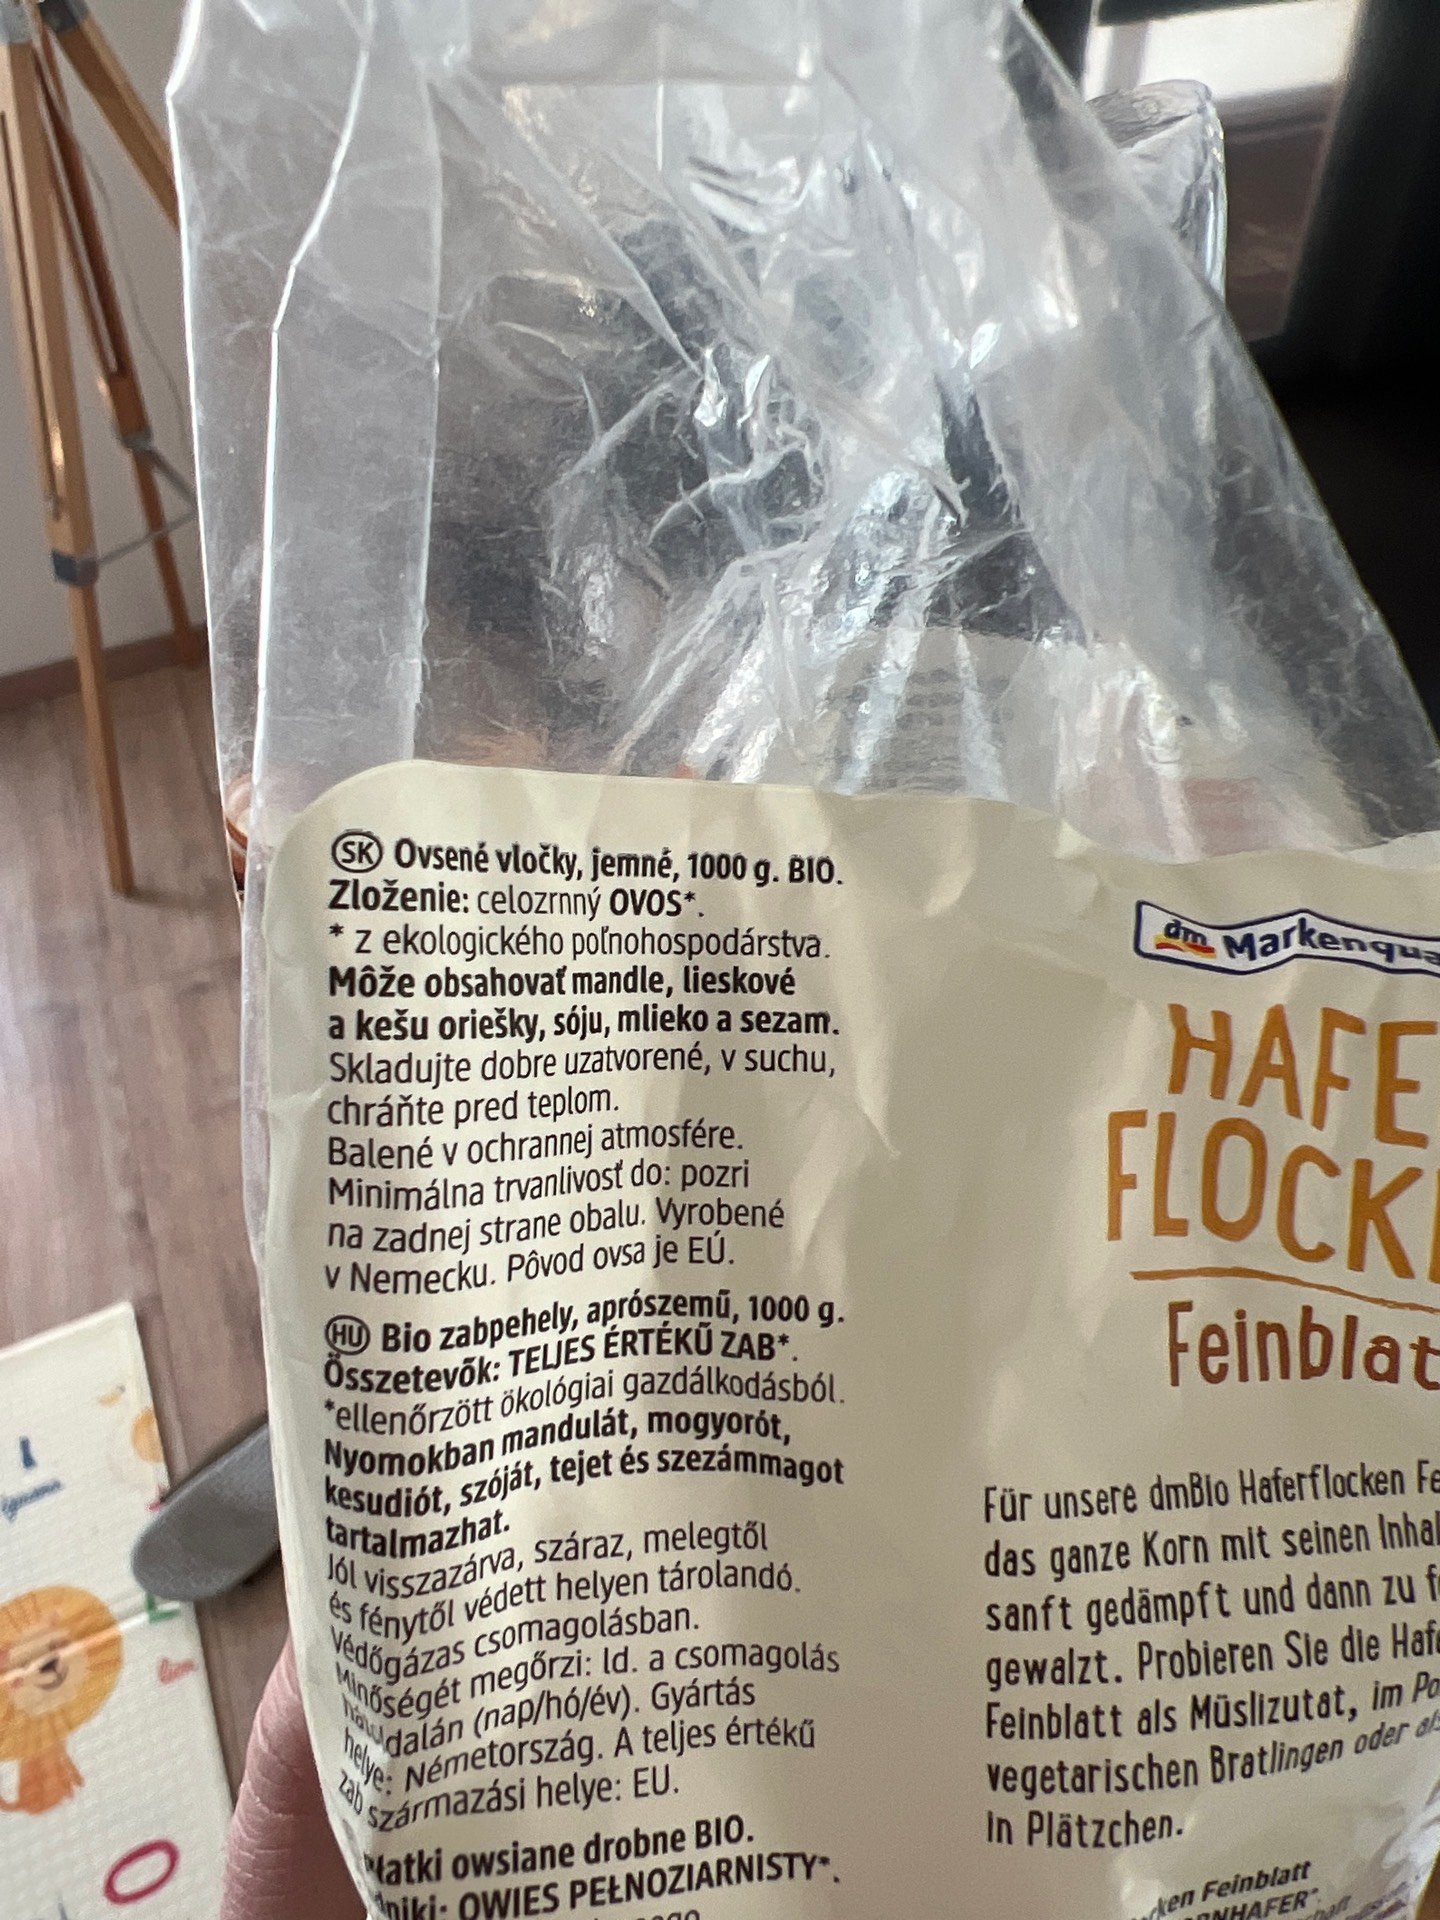 SK Ovsené vločky, jemné, 1000 g. BIO.
Zloženie: celozrnný OVOS*.
* z ekologického poľnohospodárstva.
Môže obsahovať mandle, lieskové
a kešu oriešky, sóju, mlieko a sezam.
Skladujte dobre uzatvorené, v suchu,
chráňte pred teplom.
Balené v ochrannej atmosfére.
Minimálna trvanlivosť do: pozri
na zadnej strane obalu. Vyrobené
v Nemecku. Pôvod ovsa je EÚ.
HU Bio zabpehely, aprószemű, 1000 g.
Összetevők: TELJES ÉRTÉKŰ ZAB*.
*ellenőrzött ökológiai gazdálkodásból.
Nyomokban mandulát, mogyorót,
kesudiót, szóját, tejet és szezámmagot
tartalmazhat.
Jól visszazárva, száraz, melegtől
és fénytől védett helyen tárolandó.
Védőgázas csomagolásban.
Minőségét megőrzi: ld. a csomagolás
(nap/hó/év). Gyártás
helye: Németország. A teljes értékű
zab származási helye: EU.
owsiane drobne BIO.
OWIES PEŁNOZIARNISTY*.
dm Markenqua
HAFE
FLOCK
Feinblat
Für unsere dmBio Haferflocken Fe
das ganze Korn mit seinen Inhal
sanft gedämpft und dann zu f
gewalzt. Probieren Sie die Hafe
Feinblatt als Müslizutat, im Po
vegetarischen Bratlingen oder als
in Plätzchen.
Feinblatt